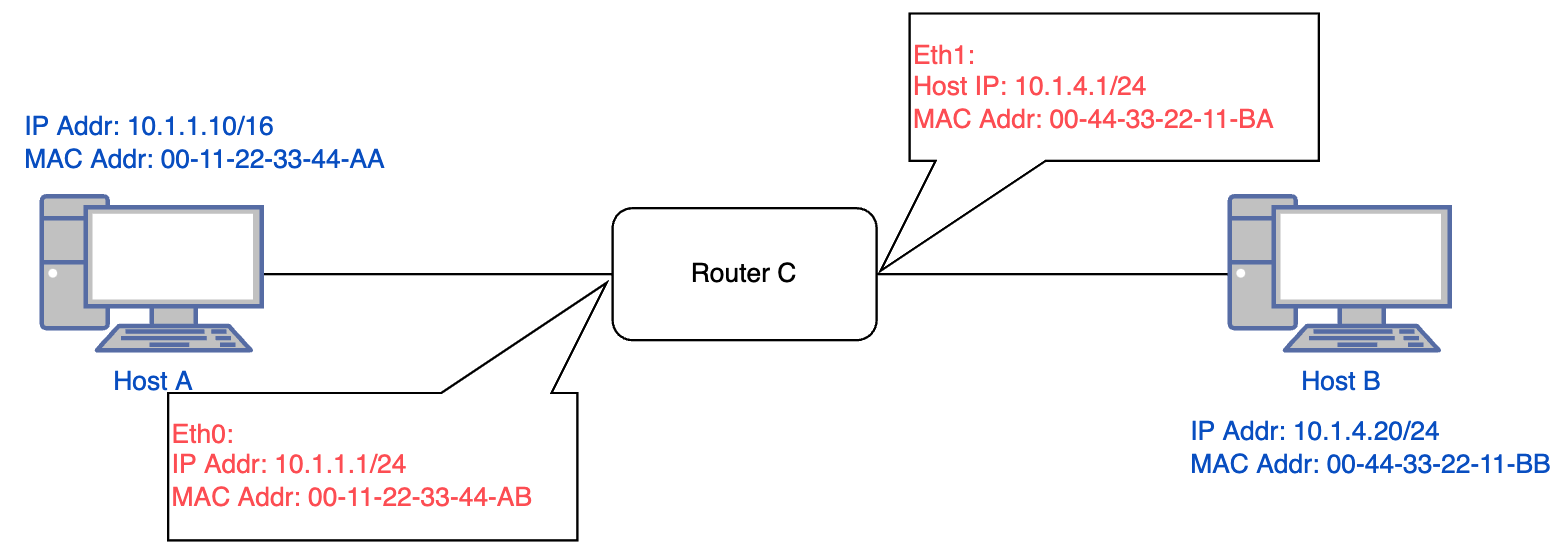 Eth1:
Host IP: 10.1.4.1/24
MAC Addr: 00-44-33-22-11-BA
IP Addr: 10.1.1.10/16
MAC Addr: 00-11-22-33-44-AA
Router C
Host A
Host B
Eth0:
IP Addr: 10.1.1.1/24
MAC Addr: 00-11-22-33-44-AB
IP Addr: 10.1.4.20/24
MAC Addr: 00-44-33-22-11-BB